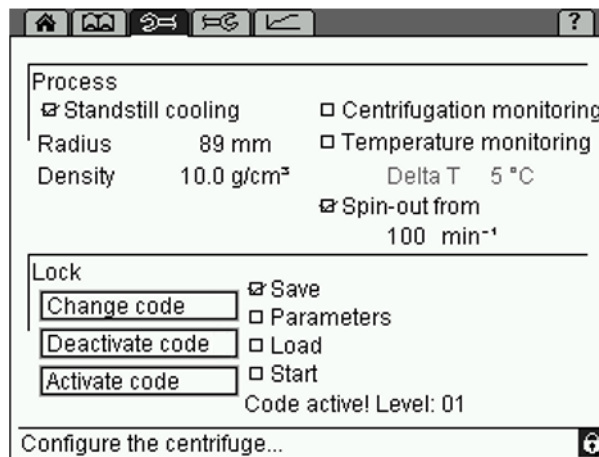 ?
Process
Standstill cooling
Radius 89 mm
Density 10.0 g/cm³
Centrifugation monitoring
Temperature monitoring
Delta T 5 °C
Spin-out from
100 min⁻¹
Lock
Change code
Deactivate code
Activate code
Save
Parameters
Load
Start
Code active! Level: 01
Configure the centrifuge...